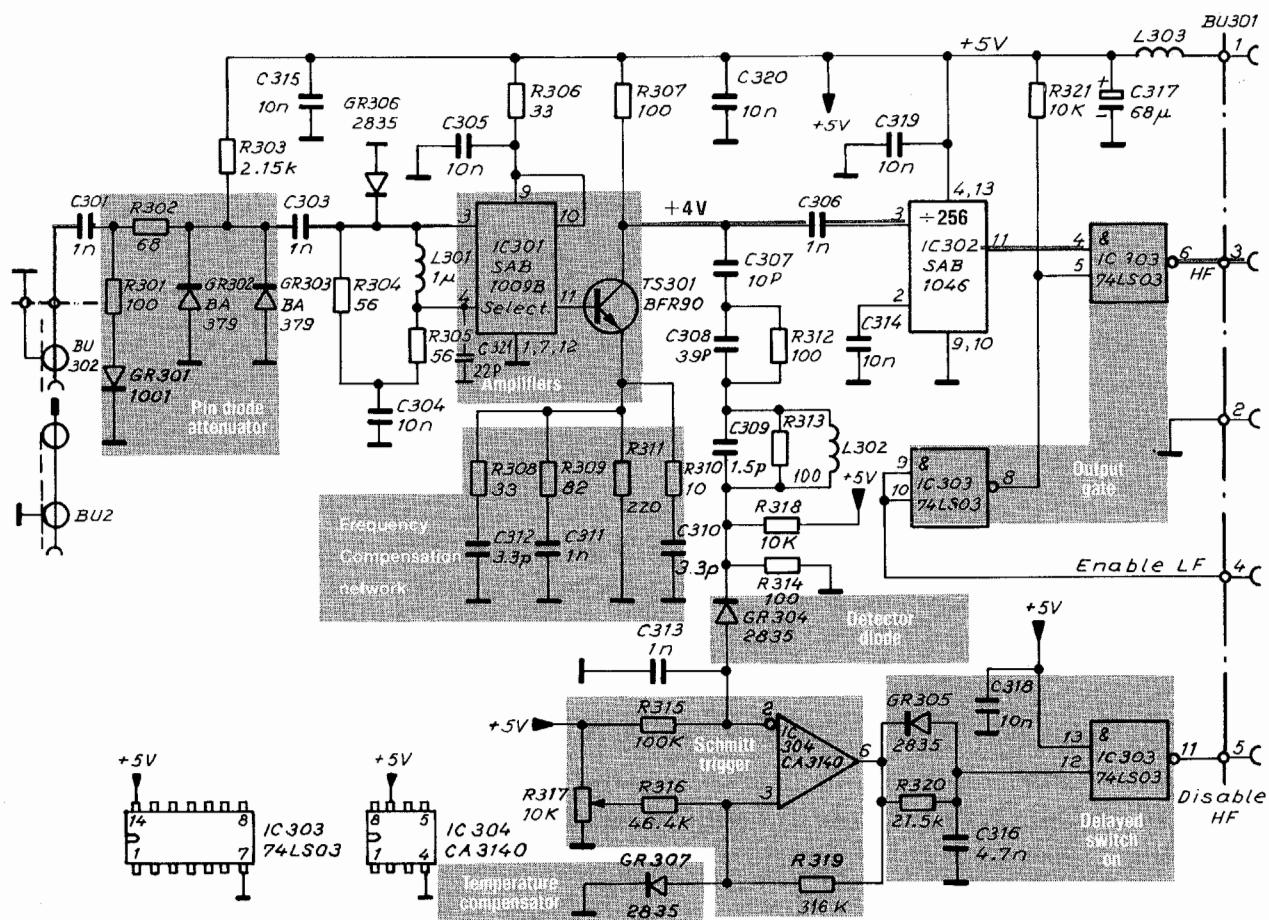 BU301
L303
+5V
1
C315
10n
R306
33
R307
100
C320
10n
R321
10K
+
-
C317
68µ
GR306
2835
C305
10n
+5V
C319
10n
R303
2.15k
9
4,13
C301
1n
R302
68
C303
1n
3
10
+4V
C306
1n
3
÷256
IC302
SAB
1046
11
4
5
&
IC303
74LS03
6
HF
3
L301
1µ
IC301
SAB
1009B
Select.
C307
10p
TS301
BFR90
R301
100
GR302
BA
379
GR303
BA
379
R304
56
4
11
2
C314
10n
R305
56
C321
22p
1,7,12
C308
39p
R312
100
9,10
BU
302
GR301
1001
Amplifiers
Pin diode
attenuator
C304
10n
C309
1.5p
R313
100
L302
+5V
2
R308
33
R309
82
R311
220
R310
10
9
10
&
IC303
74LS03
8
Output
gate
BU2
R318
10K
Frequency
Compensation
network
C312
3.3p
C311
1n
C310
3.3p
R314
100
Enable LF
4
GR304
2835
Detector
diode
+5V
C313
1n
C318
10n
GR305
2835
+5V
R315
100K
2
IC
304
CA3140
6
Schmitt
trigger
13
12
&
IC303
74LS03
11
5
Disable
HF
R317
10K
R316
46.4K
3
R320
21.5k
C316
4.7n
Delayed
switch
on
+5V
14
8
1
7
IC303
74LS03
+5V
8
5
1
4
IC304
CA3140
GR307
2835
R319
316K
Temperature
compensator